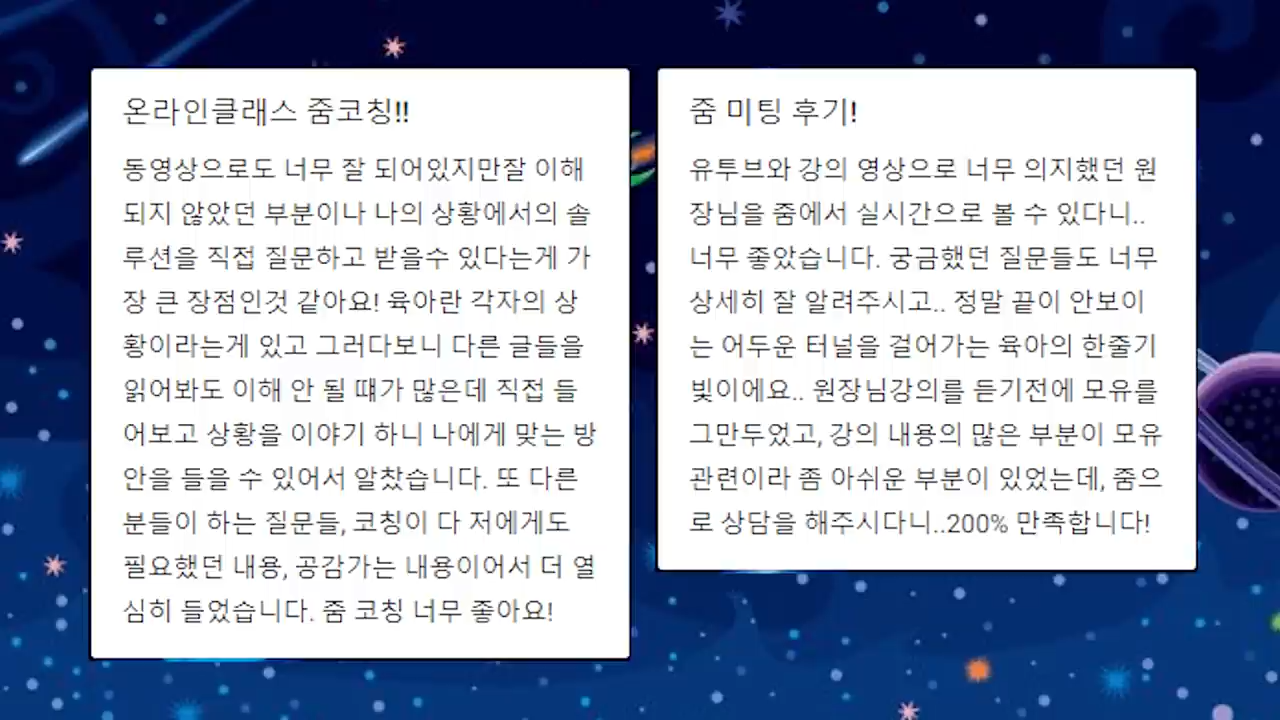 온라인클래스 줌코칭!!
동영상으로도 너무 잘 되어있지만잘 이해
되지 않았던 부분이나 나의 상황에서의 솔
루션을 직접 질문하고 받을수 있다는게 가
장 큰 장점인것 같아요! 육아란 각자의 상
황이라는게 있고 그러다보니 다른 글들을
읽어봐도 이해 안 될 떄가 많은데 직접 들
어보고 상황을 이야기 하니 나에게 맞는 방
안을 들을 수 있어서 알찼습니다. 또 다른
분들이 하는 질문들, 코칭이 다 저에게도
필요했던 내용, 공감가는 내용이어서 더 열
심히 들었습니다. 줌 코칭 너무 좋아요!
줌 미팅 후기!
유투브와 강의 영상으로 너무 의지했던 원
장님을 줌에서 실시간으로 볼 수 있다니..
너무 좋았습니다. 궁금했던 질문들도 너무
상세히 잘 알려주시고.. 정말 끝이 안보이
는 어두운 터널을 걸어가는 육아의 한줄기
빛이에요.. 원장님강의를 듣기전에 모유를
그만두었고, 강의 내용의 많은 부분이 모유
관련이라 좀 아쉬운 부분이 있었는데, 줌으
로 상담을 해주시다니..200% 만족합니다!